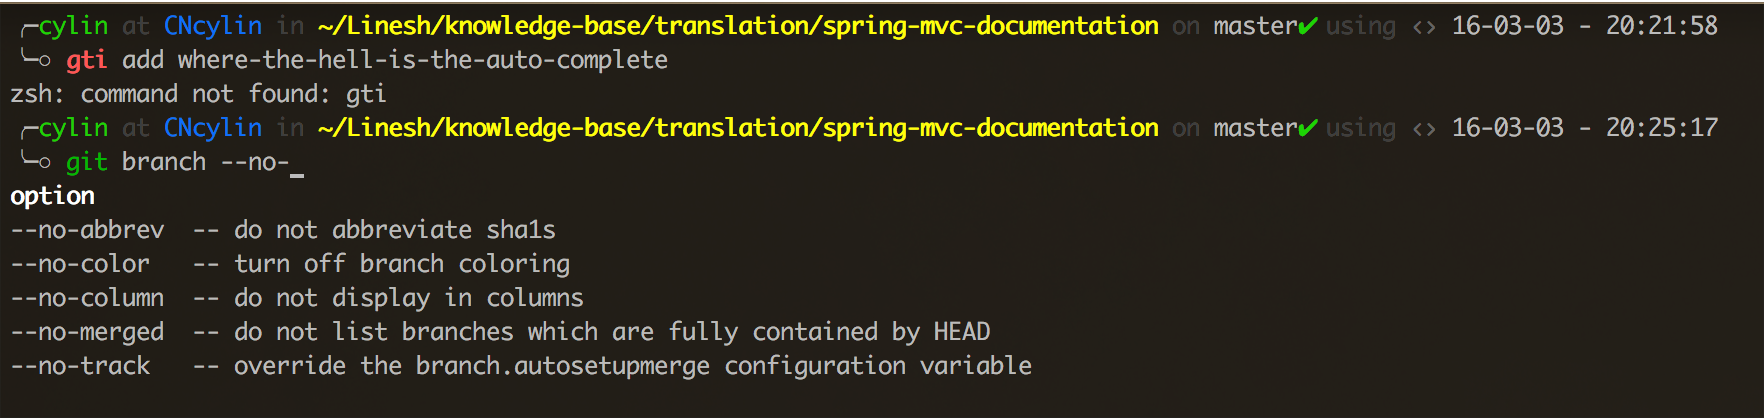 ╭─cylin at CNcylin in ~/Linesh/knowledge-base/translation/spring-mvc-documentation on master✔ using ‹› 16-03-03 - 20:21:58
╰─○ gti add where-the-hell-is-the-auto-complete
zsh: command not found: gti
╭─cylin at CNcylin in ~/Linesh/knowledge-base/translation/spring-mvc-documentation on master✔ using ‹› 16-03-03 - 20:25:17
╰─○ git branch --no-_
option
--no-abbrev  -- do not abbreviate sha1s
--no-color   -- turn off branch coloring
--no-column  -- do not display in columns
--no-merged  -- do not list branches which are fully contained by HEAD
--no-track   -- override the branch.autosetupmerge configuration variable